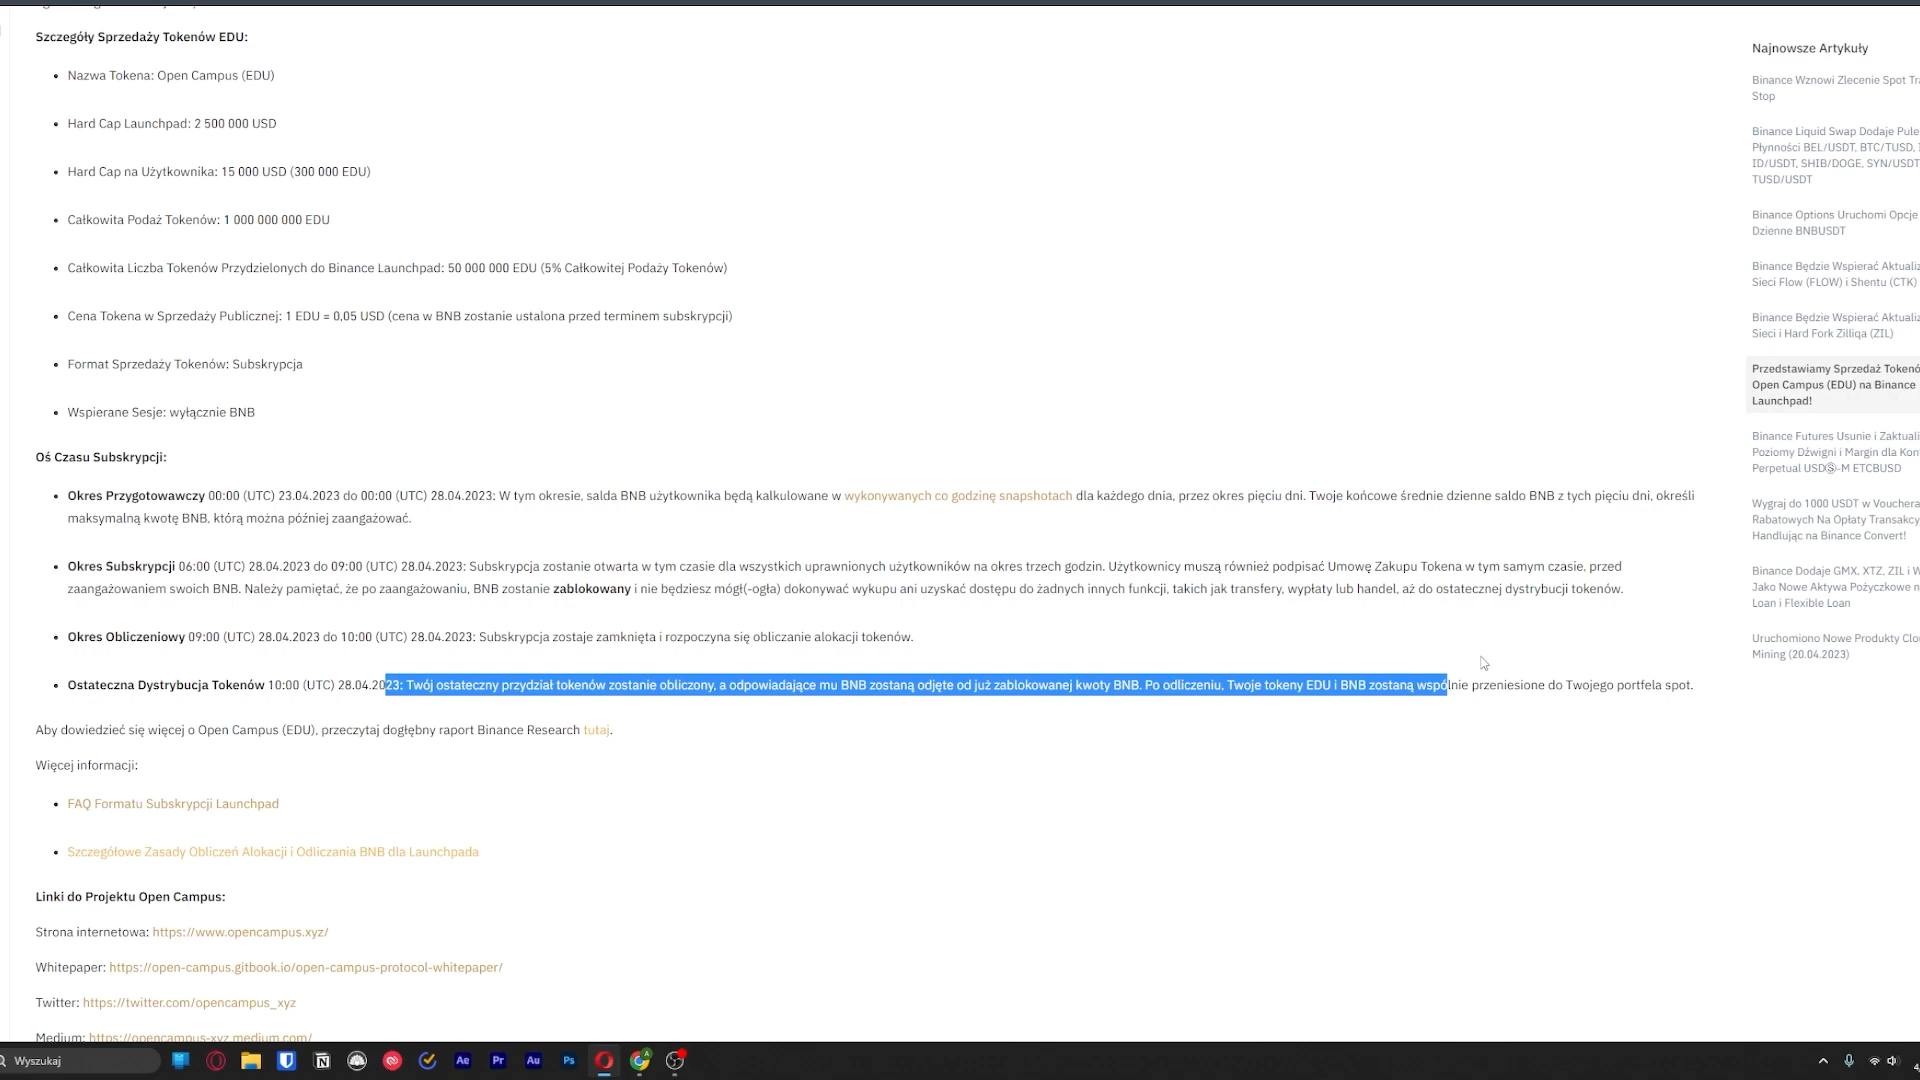 Szczegóły Sprzedaży Tokenów EDU:
Nazwa Tokena: Open Campus (EDU)
Hard Cap Launchpad: 2 500 000 USD
Hard Cap na Użytkownika: 15 000 USD (300 000 EDU)
Całkowita Podaż Tokenów: 1 000 000 000 EDU
Całkowita Liczba Tokenów Przydzielonych do Binance Launchpad: 50 000 000 EDU (5% Całkowitej Podaży Tokenów)
Cena Tokena w Sprzedaży Publicznej: 1 EDU = 0,05 USD (cena w BNB zostanie ustalona przed terminem subskrypcji)
Format Sprzedaży Tokenów: Subskrypcja
Wspierane Sesje: wyłącznie BNB
Oś Czasu Subskrypcji:
Okres Przygotowawczy 00:00 (UTC) 23.04.2023 do 00:00 (UTC) 28.04.2023: W tym okresie, salda BNB użytkownika będą kalkulowane w wykonywanych co godzinę snapshotach dla każdego dnia, przez okres pięciu dni. Twoje końcowe średnie dzienne saldo BNB z tych pięciu dni, określi
maksymalną kwotę BNB, którą można później zaangażować.
Okres Subskrypcji 06:00 (UTC) 28.04.2023 do 09:00 (UTC) 28.04.2023: Subskrypcja zostanie otwarta w tym czasie dla wszystkich uprawnionych użytkowników na okres trzech godzin. Użytkownicy muszą również podpisać Umowę Zakupu Tokena w tym samym czasie, przed
zaangażowaniem swoich BNB. Należy pamiętać, że po zaangażowaniu, BNB zostanie zablokowany i nie będziesz mógł(-ogła) dokonywać wykupu ani uzyskać dostępu do żadnych innych funkcji, takich jak transfery, wypłaty lub handel, aż do ostatecznej dystrybucji tokenów.
Okres Obliczeniowy 09:00 (UTC) 28.04.2023 do 10:00 (UTC) 28.04.2023: Subskrypcja zostaje zamknięta i rozpoczyna się obliczanie alokacji tokenów.
Ostateczna Dystrybucja Tokenów 10:00 (UTC) 28.04.2023: Twój ostateczny przydział tokenów zostanie obliczony, a odpowiadające mu BNB zostaną odjęte od już zablokowanej kwoty BNB. Po odliczeniu, Twoje tokeny EDU i BNB zostaną wspólnie przeniesione do Twojego portfela spot.
Aby dowiedzieć się więcej o Open Campus (EDU), przeczytaj dogłębny raport Binance Research tutaj.
Więcej informacji:
FAQ Formatu Subskrypcji Launchpad
Szczegółowe Zasady Obliczeń Alokacji i Odliczania BNB dla Launchpada
Linki do Projektu Open Campus:
Strona internetowa: https://www.opencampus.xyz/
Whitepaper: https://open-campus.gitbook.io/open-campus-protocol-whitepaper/
Twitter: https://twitter.com/opencampus_xyz
Medium: https://opencampus-xyz.medium.com/
Najnowsze Artykuły
Binance Wznowi Zlecenie Spot Tra
Stop
Binance Liquid Swap Dodaje Pule
Płynności BEL/USDT, BTC/TUSD,
ID/USDT, SHIB/DOGE, SYN/USDT
TUSD/USDT
Binance Options Uruchomi Opcje
Dzienne BNBUSDT
Binance Będzie Wspierać Aktualiz
Sieci Flow (FLOW) i Shentu (CTK)
Binance Będzie Wspierać Aktualiz
Sieci i Hard Fork Zilliqa (ZIL)
Przedstawiamy Sprzedaż Tokenó
Open Campus (EDU) na Binance
Launchpad!
Binance Futures Usunie i Zaktuali
Poziomy Dźwigni i Margin dla Kon
Perpetual USDⓈ-M ETCBUSD
Wygraj do 1000 USDT w Vouchera
Rabatowych Na Opłaty Transakcy
Handlując na Binance Convert!
Binance Dodaje GMX, XTZ, ZIL i W
Jako Nowe Aktywa Pożyczkowe n
Loan i Flexible Loan
Uruchomiono Nowe Produkty Clo
Mining (20.04.2023)
Wyszukaj
Ae Pr Au Ps